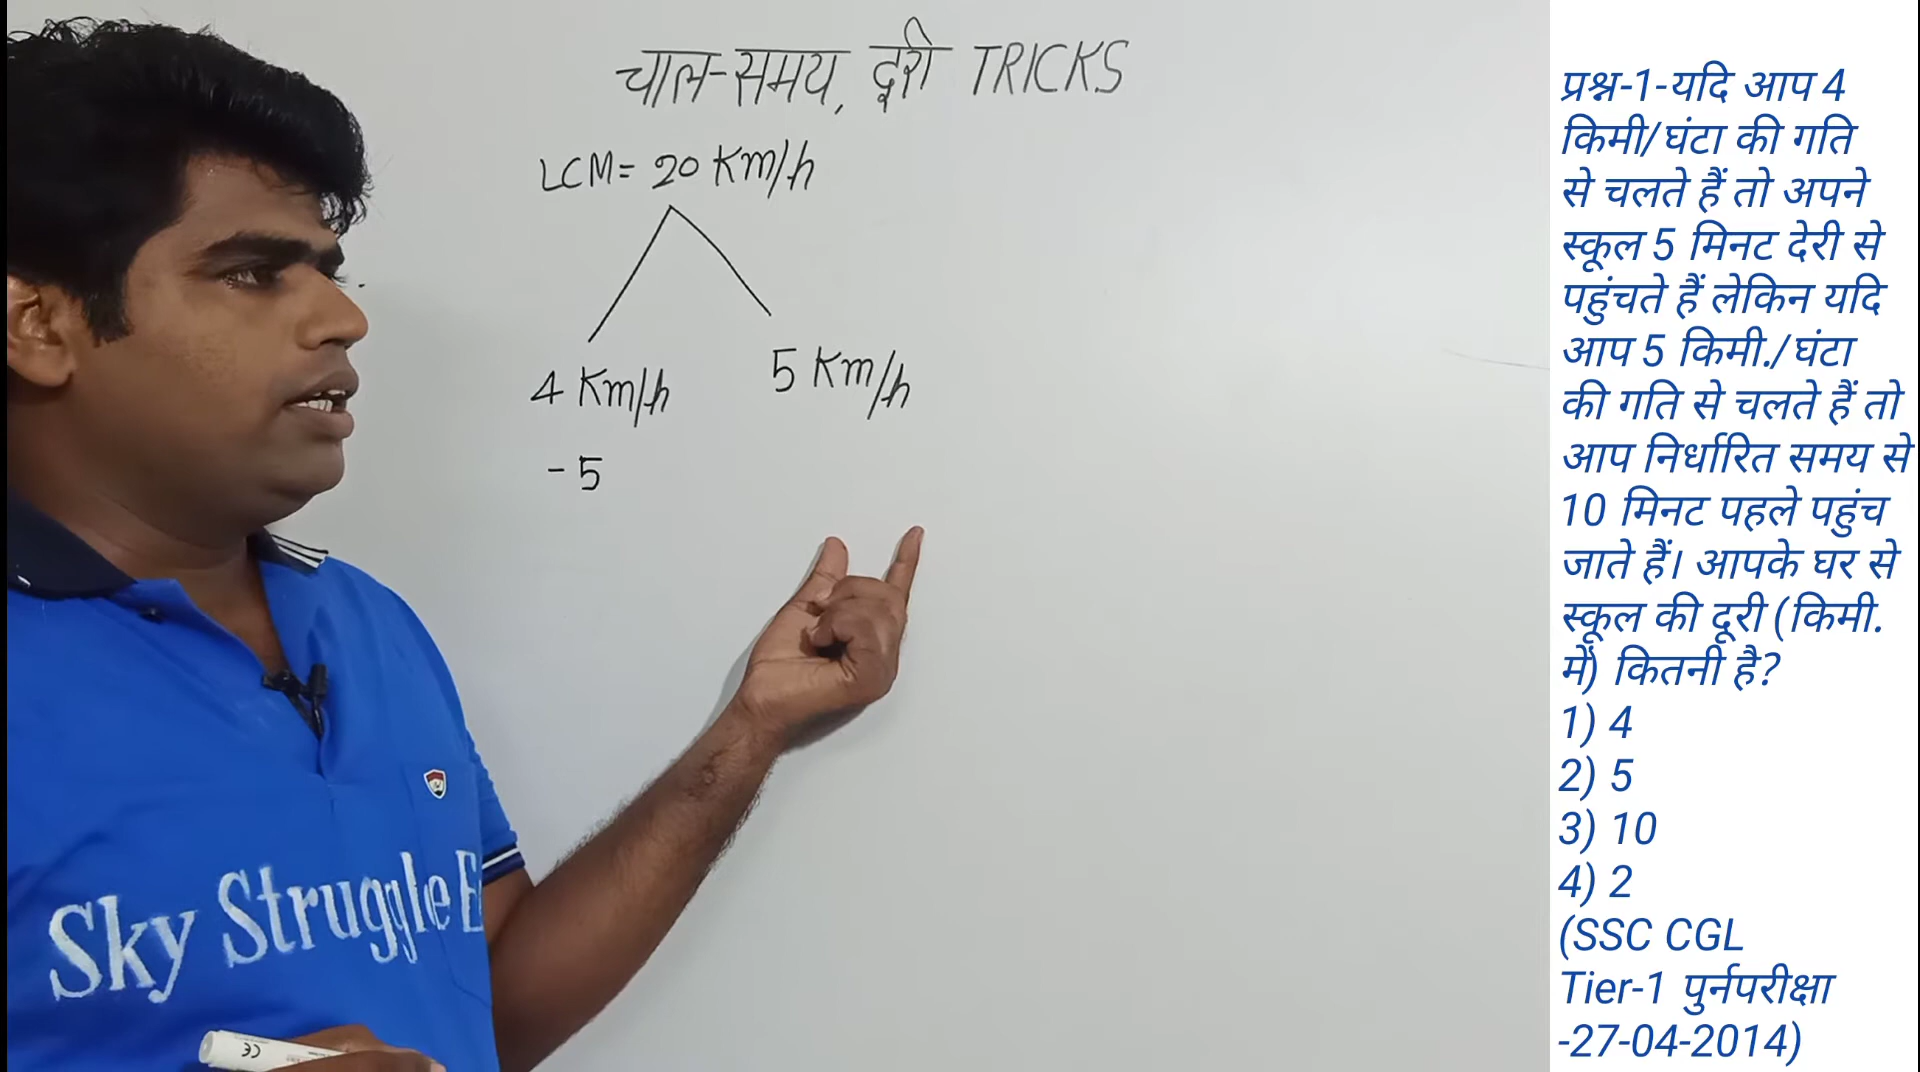 चाल-समय, दूरी TRICKS
LCM= 20 Km/h
4 Km/h
5 Km/h
- 5
Sky Struggle E
CE
प्रश्न-1-यदि आप 4
किमी/घंटा की गति
से चलते हैं तो अपने
स्कूल 5 मिनट देरी से
पहुंचते हैं लेकिन यदि
आप 5 किमी./घंटा
की गति से चलते हैं तो
आप निर्धारित समय से
10 मिनट पहले पहुंच
जाते हैं। आपके घर से
स्कूल की दूरी (किमी.
में) कितनी है?
1) 4
2) 5
3) 10
4) 2
(SSC CGL
Tier-1 पुर्नपरीक्षा
-27-04-2014)